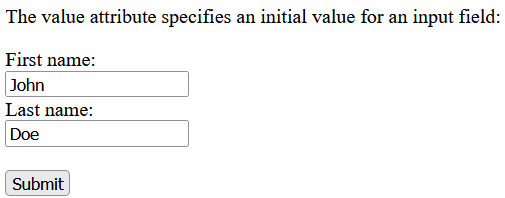 The value attribute specifies an initial value for an input field:
First name:
John
Last name:
Doe
Submit